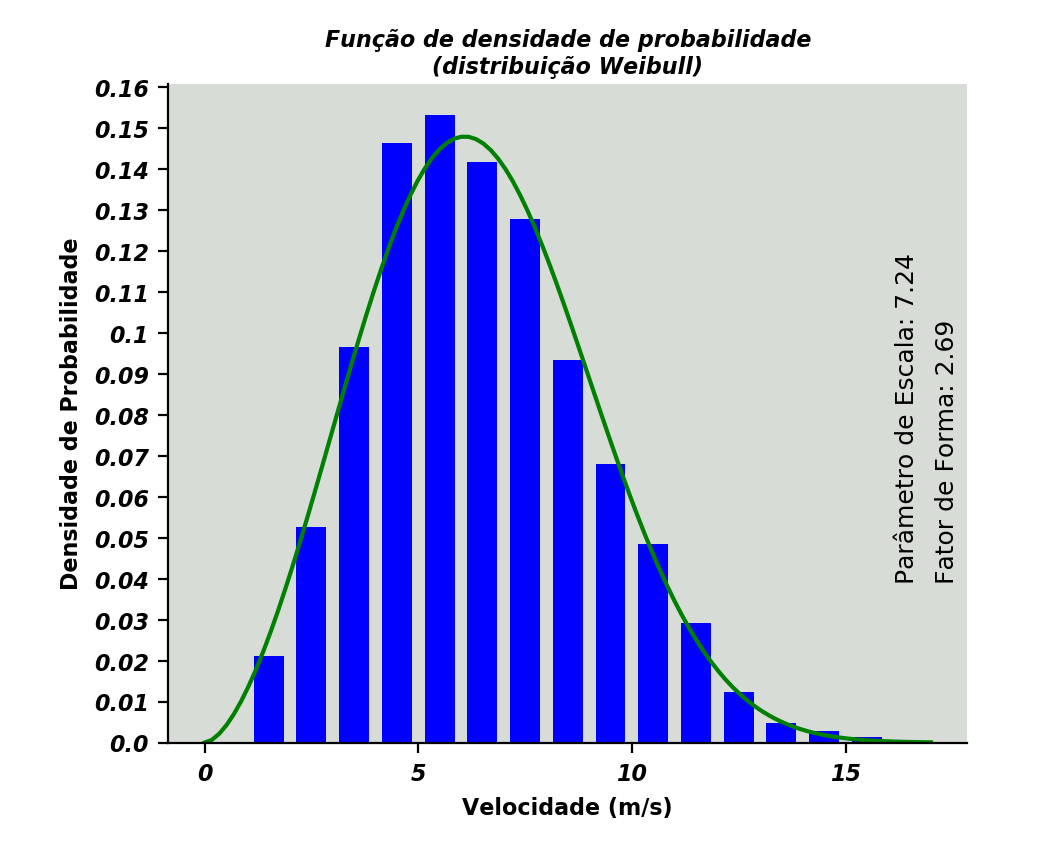 Função de densidade de probabilidade
(distribuição Weibull)
Densidade de Probabilidade
0.16
0.15
0.14
0.13
0.12
0.11
0.1
0.09
0.08
0.07
0.06
0.05
0.04
0.03
0.02
0.01
0.0
Parâmetro de Escala: 7.24
Fator de Forma: 2.69
0 5 10 15
Velocidade (m/s)